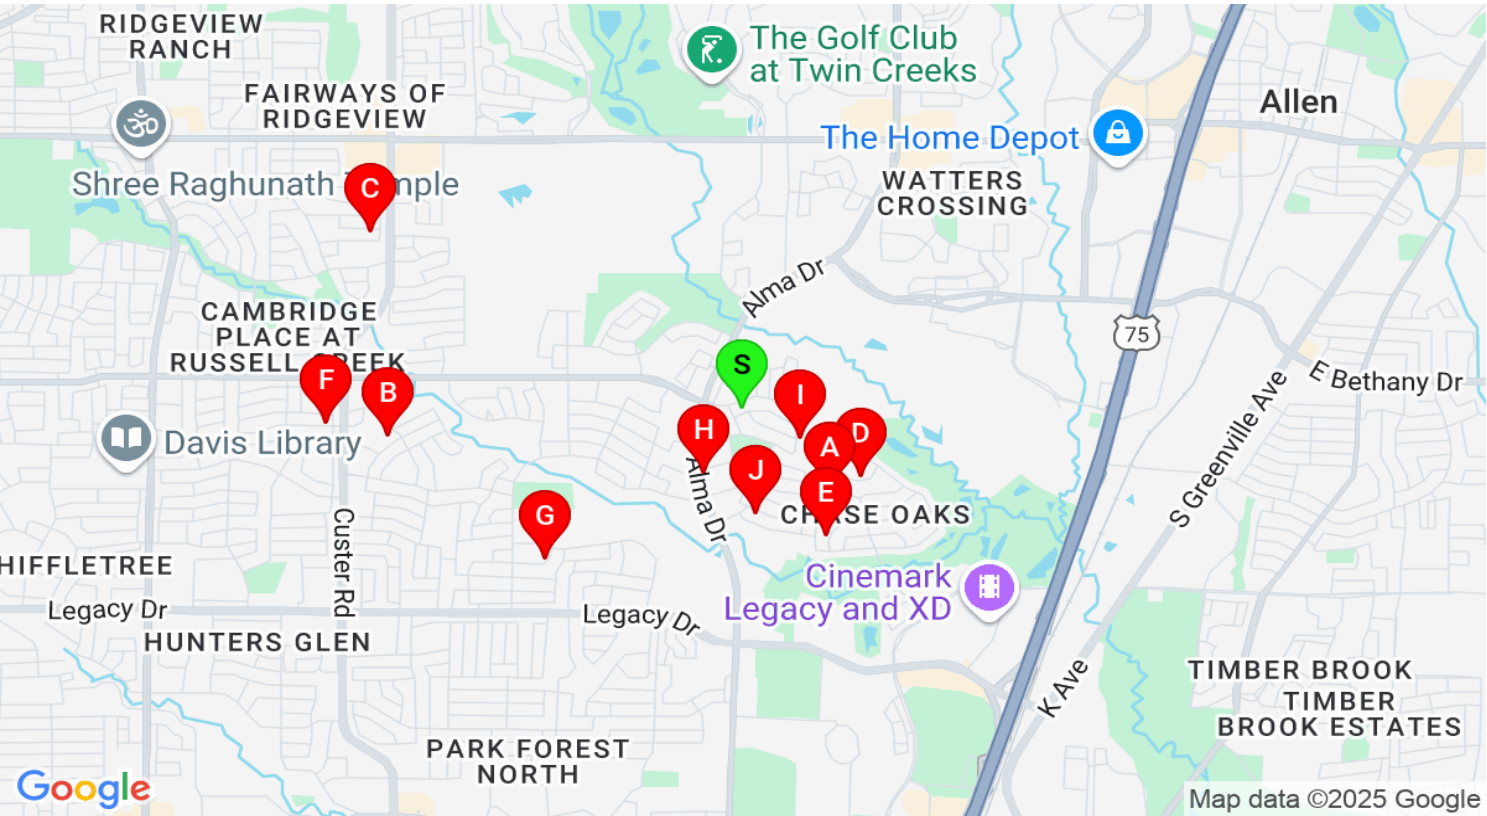 RIDGEVIEW
RANCH
The Golf Club
at Twin Creeks
FAIRWAYS OF
RIDGEVIEW
Allen
The Home Depot
Shree Raghunath
mple
C
WATTERS
CROSSING
Alma Dr
CAMBRIDGE
PLACE AT
RUSSELL
75
S
F
B
I
E Bethany Dr
H
D
A
Davis Library
J
E
Alma Dr
S Greenville Ave
G
OAKS
Custer Rd
HIFFLETREE
Cinemark
Legacy and XD
Legacy Dr
Legacy Dr
HUNTERS GLEN
K Ave
TIMBER BROOK
TIMBER
BROOK ESTATES
PARK FOREST
NORTH
Google
Map data ©2025 Google